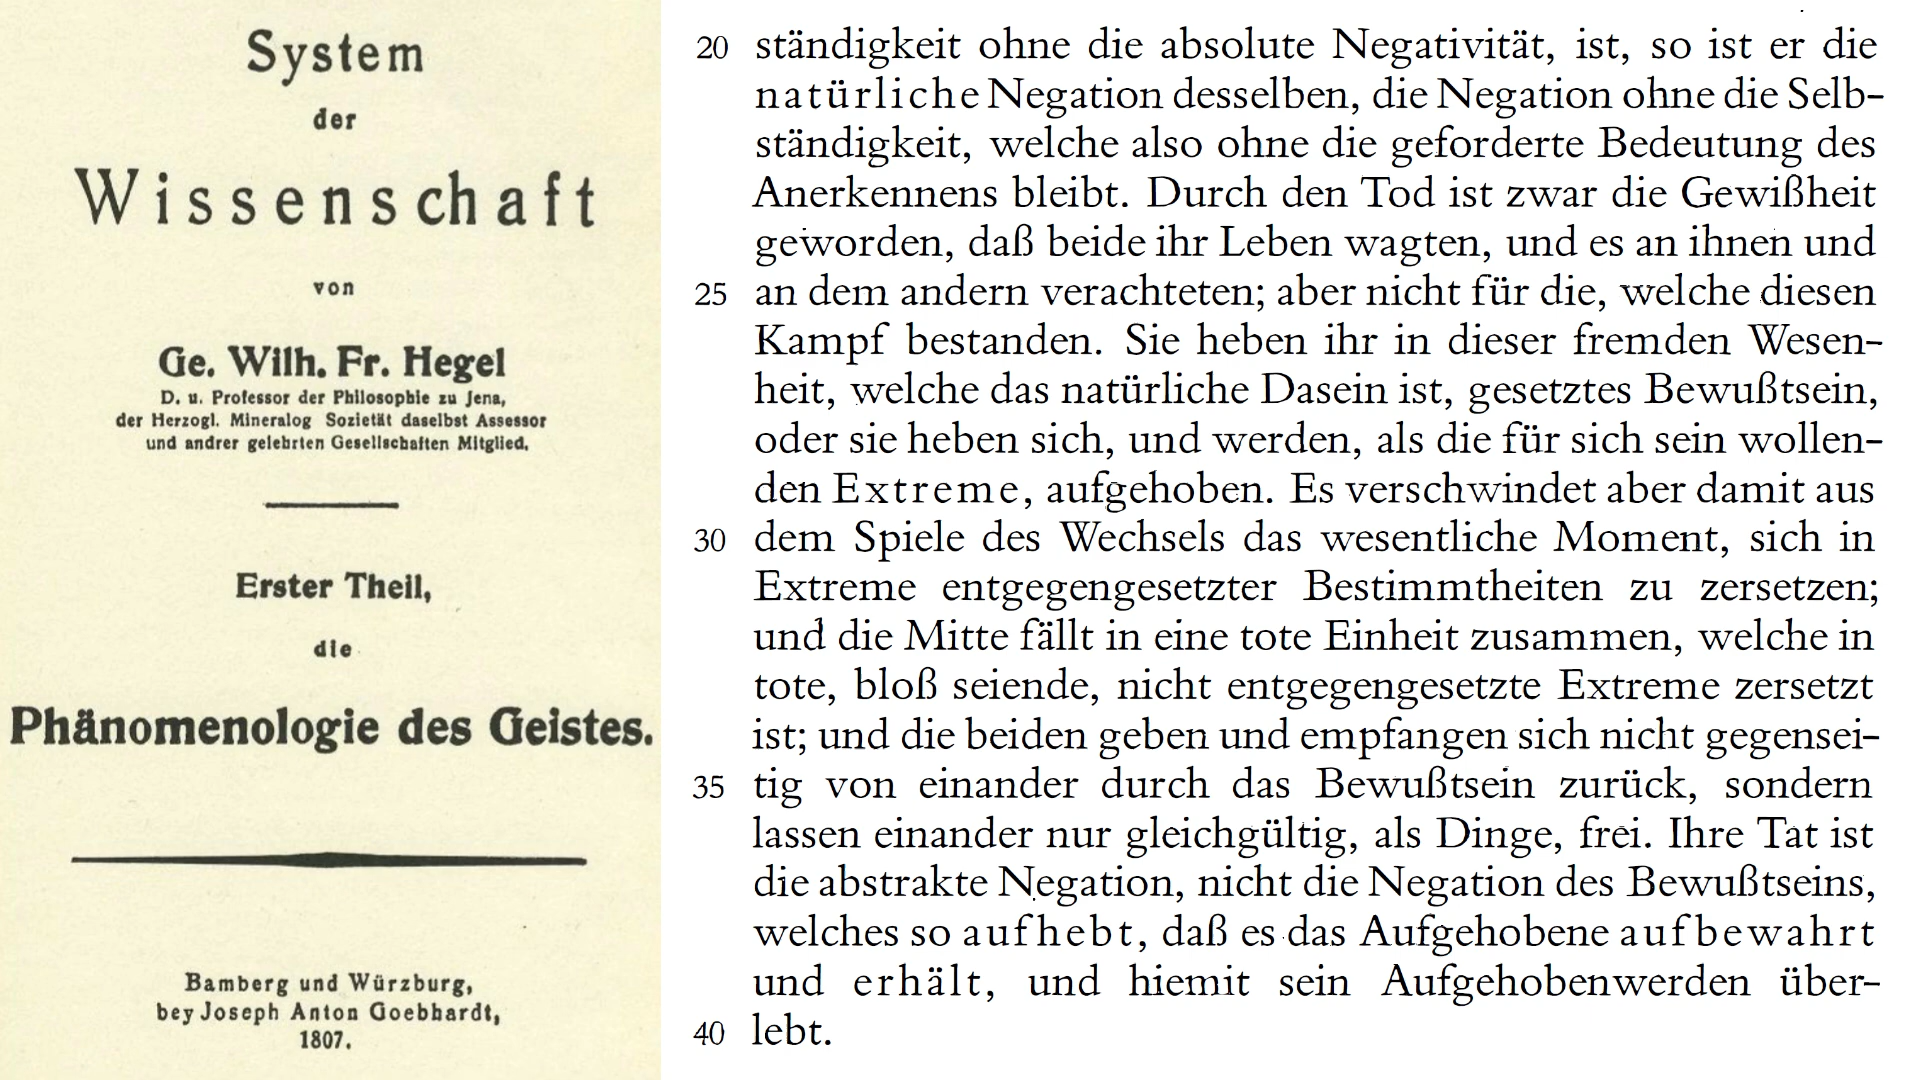 System
der
Wissenschaft
von
Ge. Wilh. Fr. Hegel
D. u. Professor der Philosophie zu Jena,
der Herzogl. Mineralog Sozietät daselbst Assessor
und andrer gelehrten Gesellschaften Mitglied.
Erster Theil,
die
Phänomenologie des Geistes.
Bamberg und Würzburg,
bey Joseph Anton Goebhardt,
1807.
20 ständigkeit ohne die absolute Negativität, ist, so ist er die
natürliche Negation desselben, die Negation ohne die Selb-
ständigkeit, welche also ohne die geforderte Bedeutung des
Anerkennens bleibt. Durch den Tod ist zwar die Gewißheit
geworden, daß beide ihr Leben wagten, und es an ihnen und
25 an dem andern verachteten; aber nicht für die, welche diesen
Kampf bestanden. Sie heben ihr in dieser fremden Wesen-
heit, welche das natürliche Dasein ist, gesetztes Bewußtsein,
oder sie heben sich, und werden, als die für sich sein wollen-
den Extreme, aufgehoben. Es verschwindet aber damit aus
30 dem Spiele des Wechsels das wesentliche Moment, sich in
Extreme entgegengesetzter Bestimmtheiten zu zersetzen;
und die Mitte fällt in eine tote Einheit zusammen, welche in
tote, bloß seiende, nicht entgegengesetzte Extreme zersetzt
ist; und die beiden geben und empfangen sich nicht gegensei-
35 tig von einander durch das Bewußtsein zurück, sondern
lassen einander nur gleichgültig, als Dinge, frei. Ihre Tat ist
die abstrakte Negation, nicht die Negation des Bewußtseins,
welches so aufhebt, daß es das Aufgehobene aufbewahrt
und erhält, und hiemit sein Aufgehobenwerden über-
40 lebt.